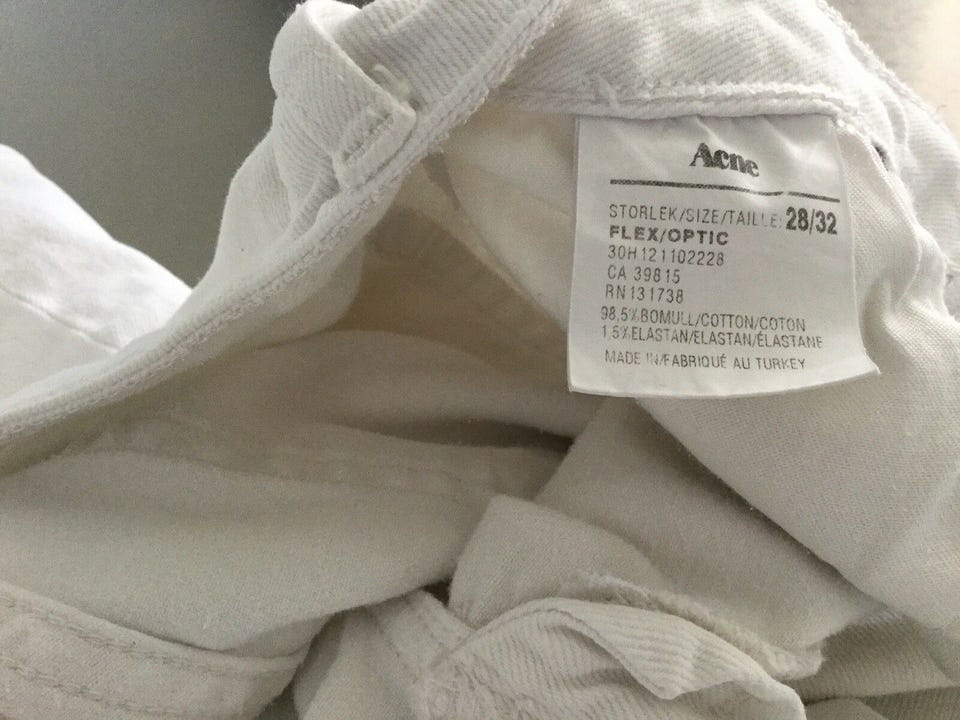 Acne
STORLEK/SIZE/TAILLE: 28/32
FLEX/OPTIC
30H121102228
CA 39815
RN131738
98,5%BOMULL/COTTON/COTON
1,5%ELASTAN/ELASTAN/ÉLASTANE
MADE IN/FABRIQUÉ AU TURKEY